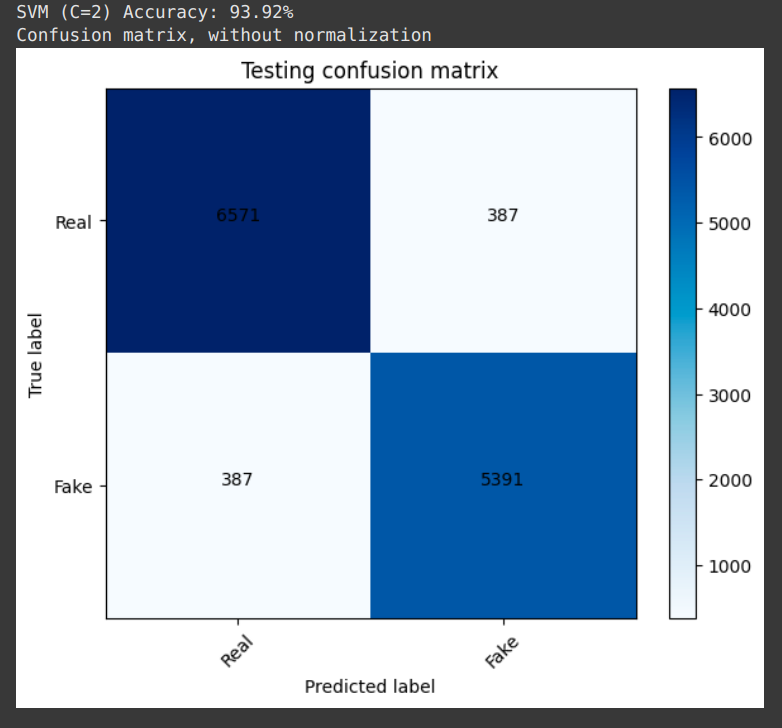 SVM (C=2) Accuracy: 93.92%
Confusion matrix, without normalization
Testing confusion matrix
6571 387
387 5391
Real
Fake
True label
Real Fake
Predicted label
6000
5000
4000
3000
2000
1000